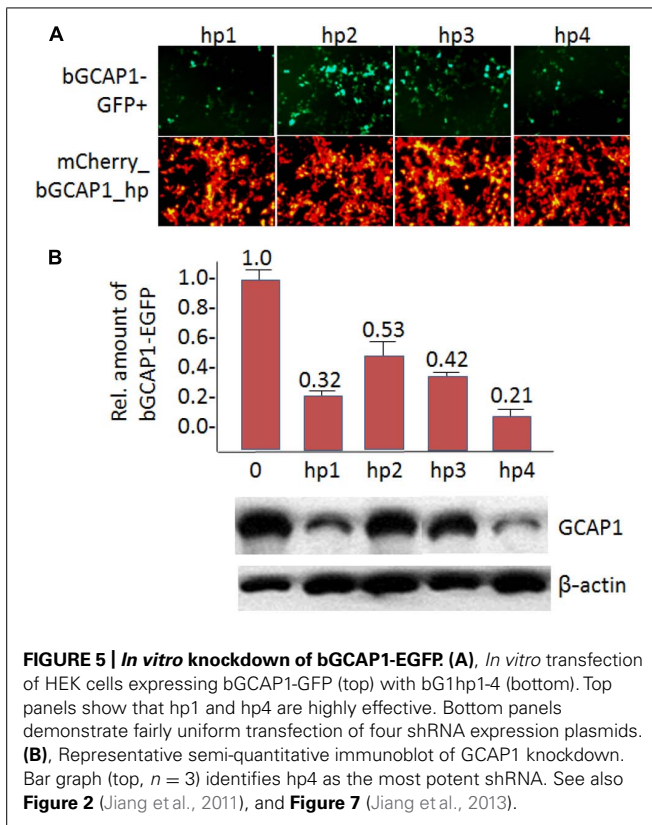 A
hp1 hp2 hp3 hp4
bGCAP1-
GFP+
mCherry_
bGCAP1_hp
B
Rel. amount of
bGCAP1-EGFP
1.0-
0.8-
0.6-
0.4-
0.2-
0.0-
1.0
0.32
0.53
0.42
0.21
0 hp1 hp2 hp3 hp4
GCAP1
β-actin
FIGURE 5 | In vitro knockdown of bGCAP1-EGFP. (A), In vitro transfection
of HEK cells expressing bGCAP1-GFP (top) with bG1hp1-4 (bottom). Top
panels show that hp1 and hp4 are highly effective. Bottom panels
demonstrate fairly uniform transfection of four shRNA expression plasmids.
(B), Representative semi-quantitative immunoblot of GCAP1 knockdown.
Bar graph (top, n = 3) identifies hp4 as the most potent shRNA. See also
Figure 2 (Jiang et al., 2011), and Figure 7 (Jiang et al., 2013).